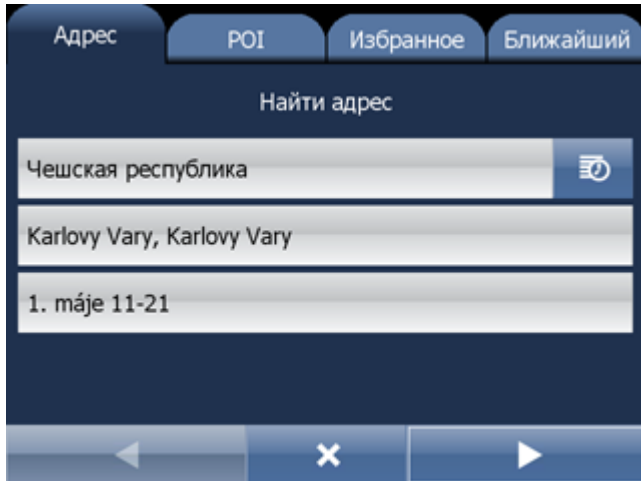 Адрес POI Избранное Ближайший
Найти адрес
Чешская республика
Karlovy Vary, Karlovy Vary
1. máje 11-21